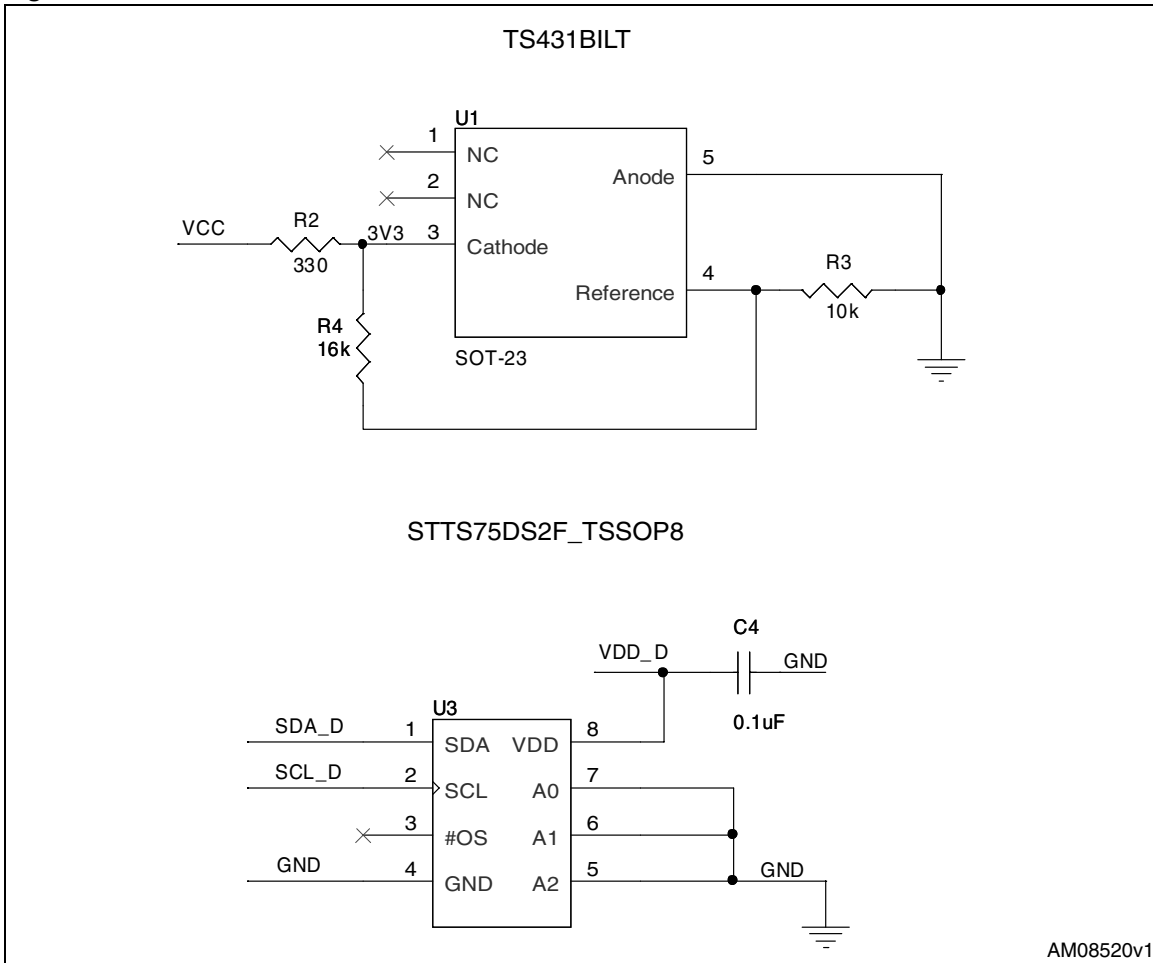 TS431BILT
U1
1
NC
2
NC
VCC
R2
330
3V3
3
Cathode
Anode
5
Reference
4
R3
10k
R4
16k
SOT-23
STTS75DS2F_TSSOP8
C4
VDD_D
GND
0.1uF
U3
SDA_D
1
SDA
VDD
8
SCL_D
2
SCL
A0
7
3
#OS
A1
6
GND
4
GND
A2
5
GND
AM08520v1